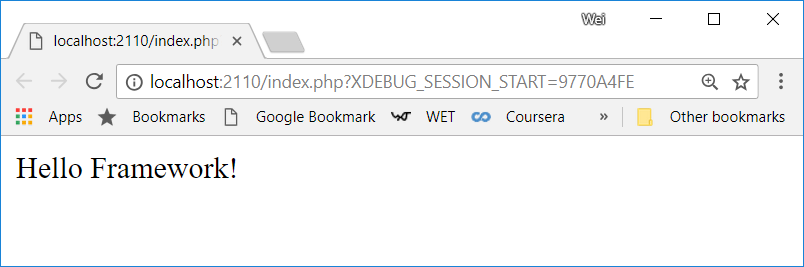 Wei
localhost:2110/index.php
localhost:2110/index.php?XDEBUG_SESSION_START=9770A4FE
Apps Bookmarks Google Bookmark WET Coursera » Other bookmarks
Hello Framework!